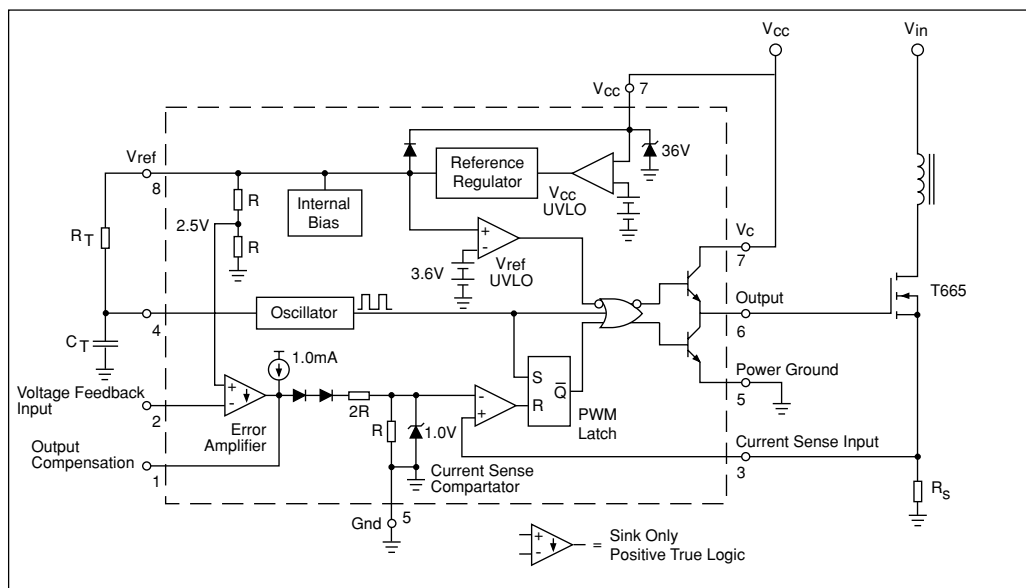 Vcc
Vin
Vcc 7
36V
Vref
8
Reference
Regulator
Vcc
UVLO
Internal
Bias
R
2.5V
R
RT
3.6V
+
-
Vref
UVLO
Vc
7
T665
Output
6
4
Oscillator
CT
1.0mA
Power Ground
5
S
R
Q
PWM
Latch
Voltage Feedback
Input
2
+
-
Error
Amplifier
2R
R
1.0V
-
+
Current Sense
Compartator
Output
Compensation
1
Current Sense Input
3
RS
Gnd
5
+
-
= Sink Only
Positive True Logic